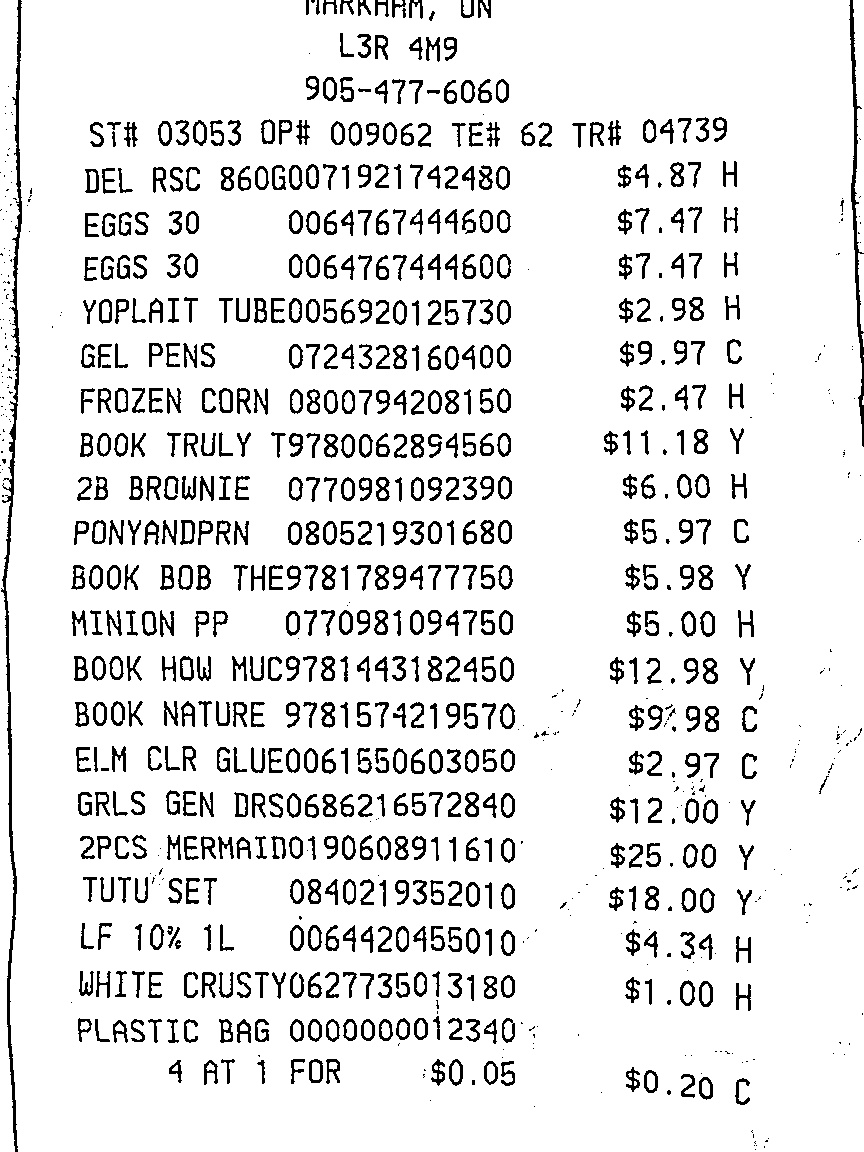 MARKHAM, ON
L3R 4M9
905-477-6060
ST# 03053 OP# 009062 TE# 62 TR# 04739
DEL RSC 860G0071921742480 $4.87 H
EGGS 30 0064767444600 $7.47 H
EGGS 30 0064767444600 $7.47 H
YOPLAIT TUBE0056920125730 $2.98 H
GEL PENS 0724328160400 $9.97 C
FROZEN CORN 0800794208150 $2.47 H
BOOK TRULY T9780062894560 $11.18 Y
2B BROWNIE 0770981092390 $6.00 H
PONYANDPRN 0805219301680 $5.97 C
BOOK BOB THE9781789477750 $5.98 Y
MINION PP 0770981094750 $5.00 H
BOOK HOW MUC9781443182450 $12.98 Y
BOOK NATURE 9781574219570 $9.98 C
ELM CLR GLUE0061550603050 $2.97 C
GRLS GEN DRS0686216572840 $12.00 Y
2PCS MERMAID0190608911610 $25.00 Y
TUTU SET 0840219352010 $18.00 Y
LF 10% 1L 0064420455010 $4.34 H
WHITE CRUSTY0627735013180 $1.00 H
PLASTIC BAG 0000000012340
4 AT 1 FOR $0.05 $0.20 C